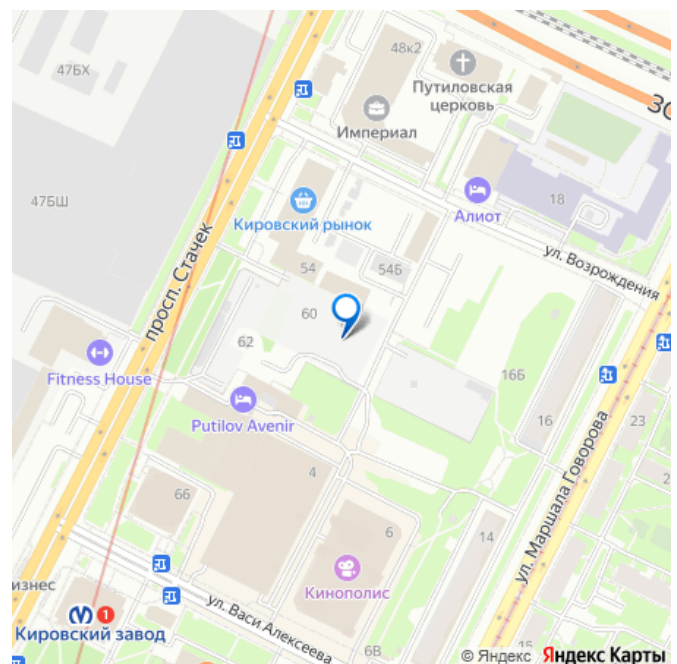 47БХ
48к2
Путиловская
церковь
Империал
18
47БШ
Кировский рынок
Алиот
просп. Стачек
54
54Б
ул. Возрождения
60
62
Fitness House
16Б
Putilov Avenir
16
23
ул. Маршала Говорова
4
66
6
14
изнес
Кинополис
1
Кировский завод
ул. Васи Алексеева
6В
© Яндекс Яндекс Карты